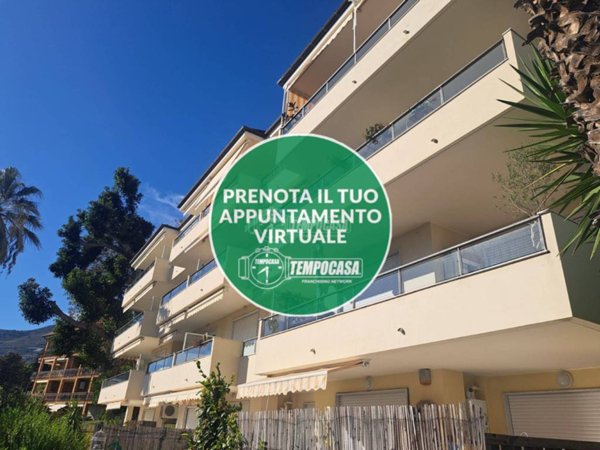 PRENOTA IL TUO
APPUNTAMENTO
VIRTUALE
TEMPOCASA
TEMPOCASA
FRANCHISING NETWORK